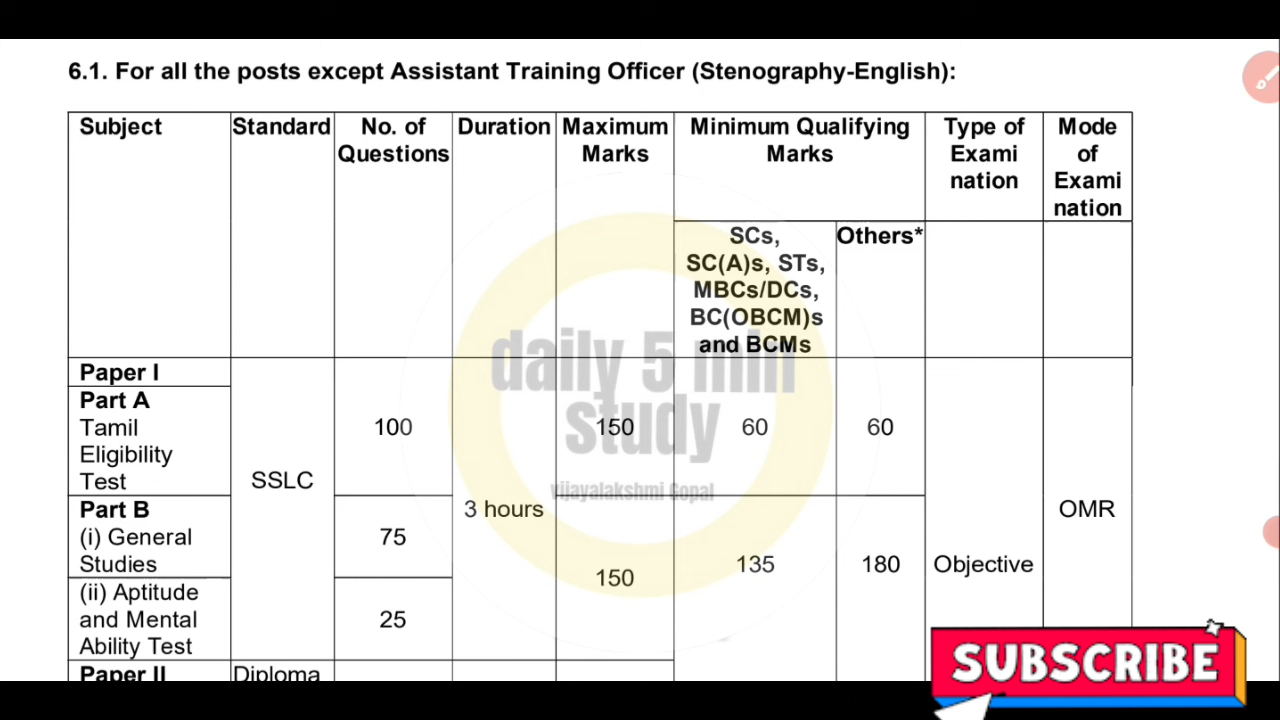 6.1. For all the posts except Assistant Training Officer (Stenography-English):
Subject
Standard
No. of
Questions
Duration
Maximum
Marks
Minimum Qualifying
Marks
Type of
Exami
nation
Mode
of
Exami
nation
SCs,
SC(A)s, STs,
MBCs/DCs,
BC(OBCM)s
and BCMs
Others*
Paper I
Part A
Tamil
Eligibility
Test
SSLC
100
3 hours
150
60
60
Objective
OMR
Part B
(i) General
Studies
75
150
135
180
(ii) Aptitude
and Mental
Ability Test
25
Paper II
Diploma
daily 5 min
study
vijayalakshmi Gopal
SUBSCRIBE